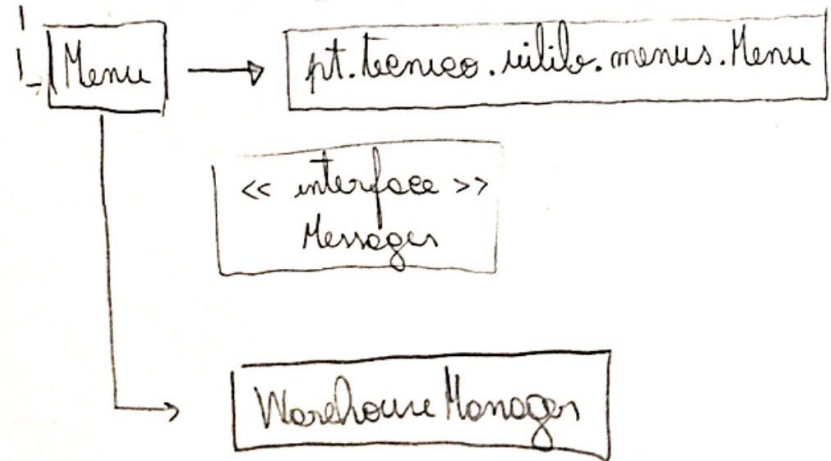 Menu
pt.tecnico.uilib.menus.Menu
<< interface >>
Messages
WarehouseManager